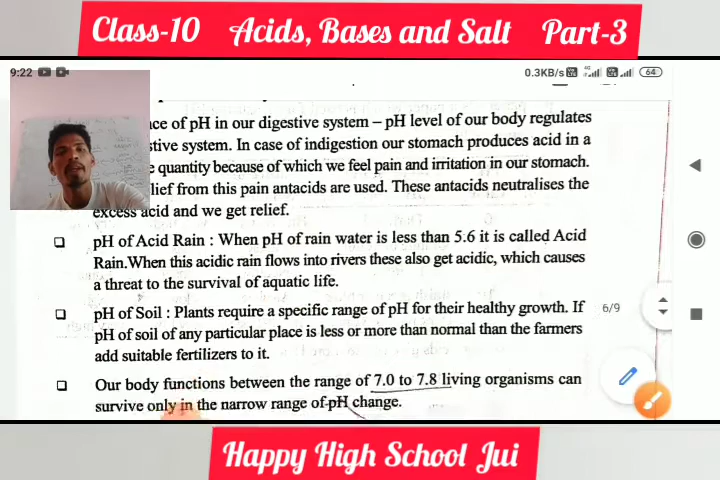 Class-10 Acids, Bases and Salt Part-3
9:22
0.3KB/s
64
ce of pH in our digestive system – pH level of our body regulates
stive system. In case of indigestion our stomach produces acid in a
quantity because of which we feel pain and irritation in our stomach.
lief from this pain antacids are used. These antacids neutralises the
excess acid and we get relief.
❑ pH of Acid Rain : When pH of rain water is less than 5.6 it is called Acid
Rain.When this acidic rain flows into rivers these also get acidic, which causes
a threat to the survival of aquatic life.
❑ pH of Soil : Plants require a specific range of pH for their healthy growth. If
pH of soil of any particular place is less or more than normal than the farmers
add suitable fertilizers to it.
6/9
❑ Our body functions between the range of 7.0 to 7.8 living organisms can
survive only in the narrow range of pH change.
Happy High School Jui